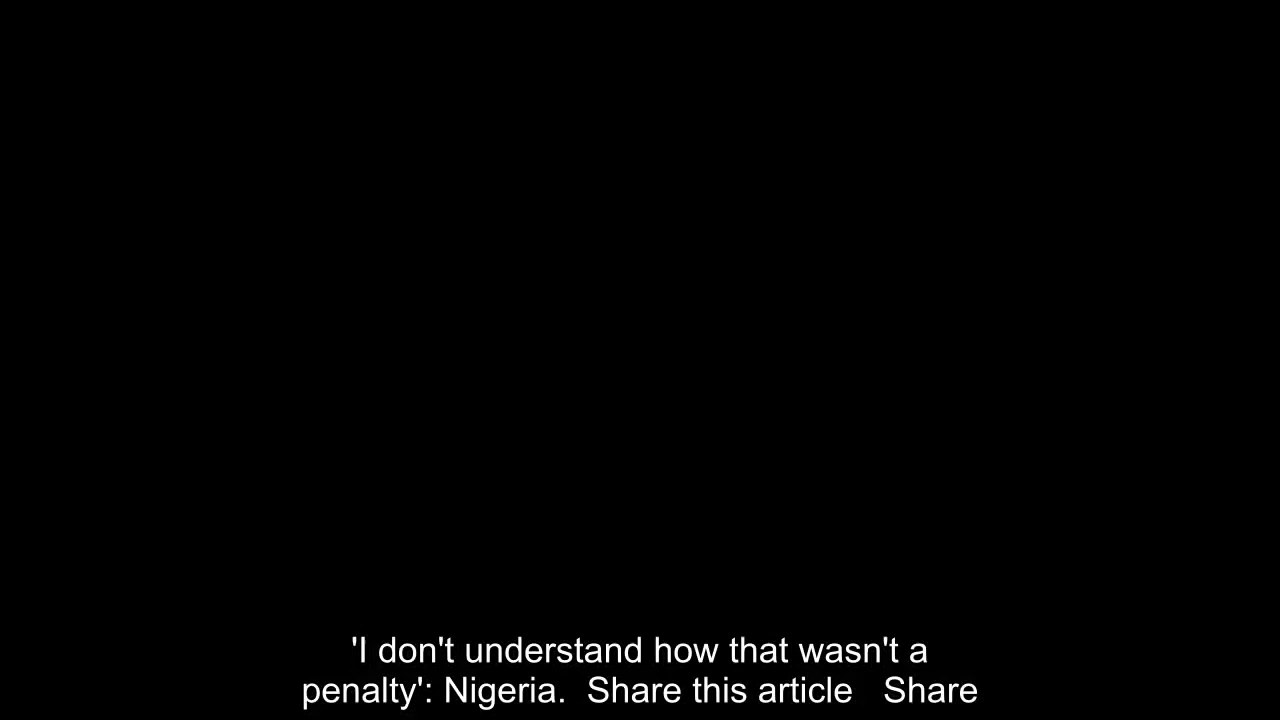 'I don't understand how that wasn't a
penalty': Nigeria.  Share this article   Share